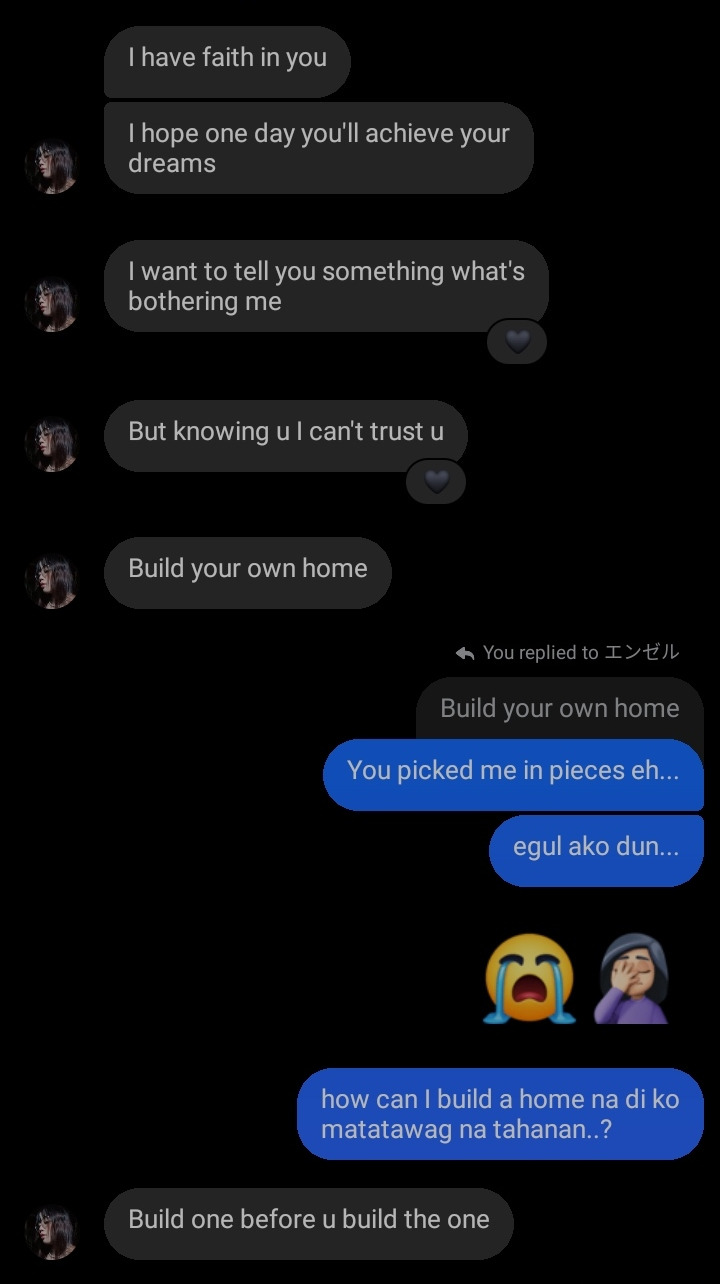 I have faith in you
I hope one day you'll achieve your
dreams
I want to tell you something what's
bothering me
But knowing u I can't trust u
Build your own home
You replied to エンゼル
Build your own home
You picked me in pieces eh...
egul ako dun...
how can I build a home na di ko
matatawag na tahanan..?
Build one before u build the one